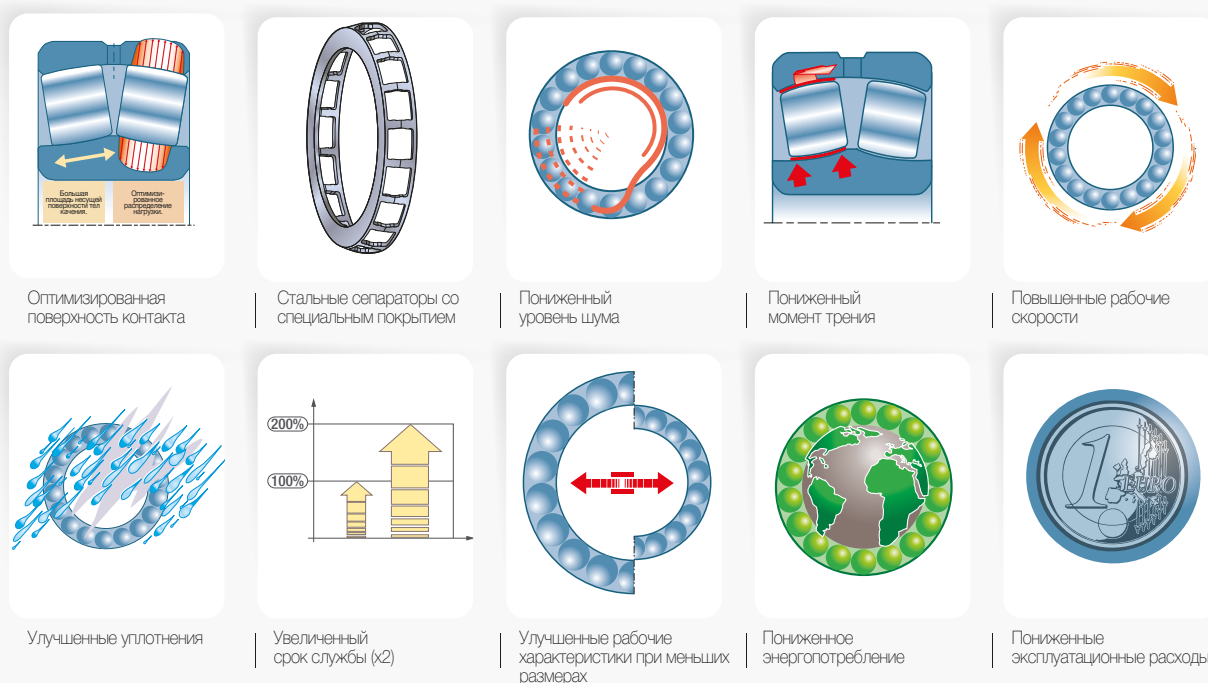 Большая
площадь несущей
поверхности тел
качения.
Оптимизи-
рованное
распределение
нагрузки.
Оптимизированная
поверхность контакта
Стальные сепараторы со
специальным покрытием
Пониженный
уровень шума
Пониженный
момент трения
Повышенные рабочие
скорости
200%
100%
1
EURO
Улучшенные уплотнения
Увеличенный
срок службы (x2)
Улучшенные рабочие
характеристики при меньших
размерах
Пониженное
энергопотребление
Пониженные
эксплуатационные расходы